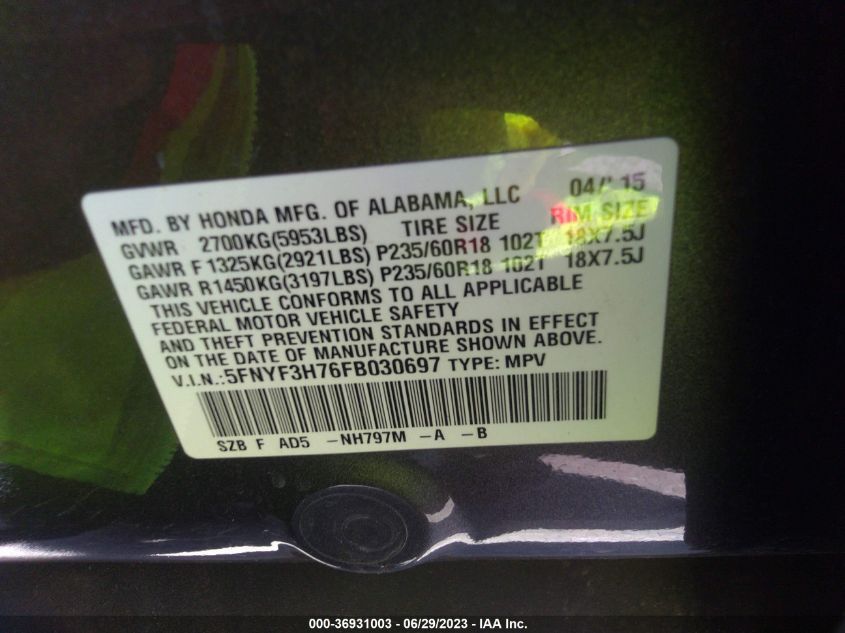 MFD. BY HONDA MFG. OF ALABAMA, LLC 04/ 15
GVWR 2700KG(5953LBS) TIRE SIZE RIM SIZE
GAWR F 1325KG(2921LBS) P235/60R18 102T 18X7.5J
GAWR R1450KG(3197LBS) P235/60R18 102T 18X7.5J
THIS VEHICLE CONFORMS TO ALL APPLICABLE
FEDERAL MOTOR VEHICLE SAFETY
AND THEFT PREVENTION STANDARDS IN EFFECT
ON THE DATE OF MANUFACTURE SHOWN ABOVE.
V.I.N.: 5FNYF3H76FB030697 TYPE: MPV
SZB F AD5 -NH797M -A -B
000-36931003 - 06/29/2023 - IAA Inc.